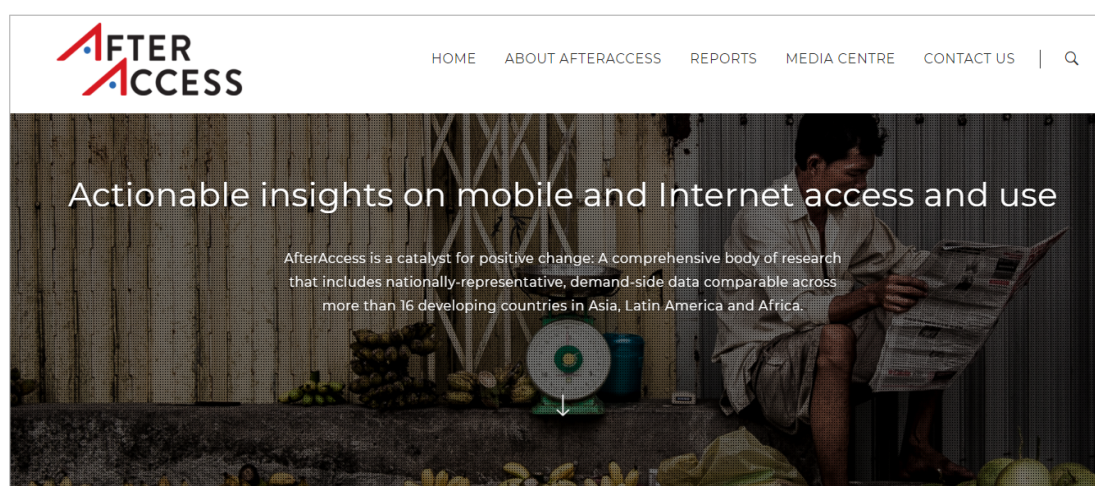 AFTER
ACCESS
HOME ABOUT AFTERACCESS REPORTS MEDIA CENTRE CONTACT US
Actionable insights on mobile and Internet access and use
AfterAccess is a catalyst for positive change: A comprehensive body of research
that includes nationally-representative, demand-side data comparable across
more than 16 developing countries in Asia, Latin America and Africa.